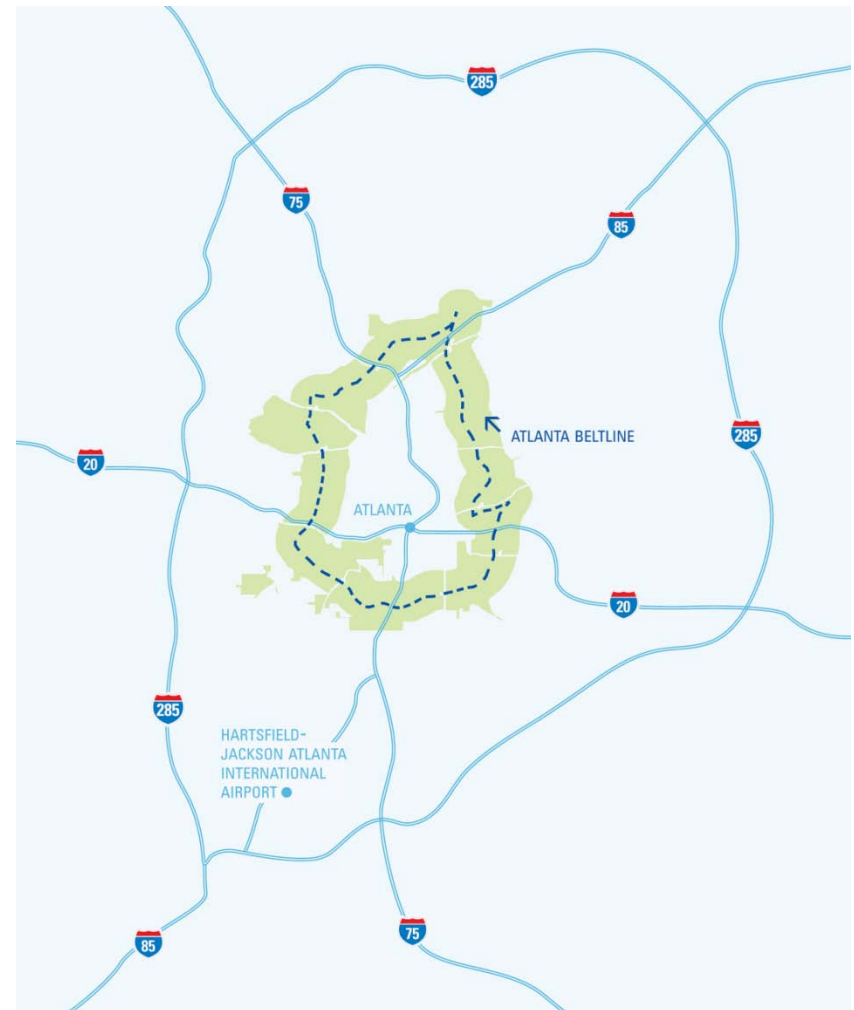 285
75
85
ATLANTA BELTLINE
285
20
ATLANTA
20
285
HARTSFIELD-
JACKSON ATLANTA
INTERNATIONAL
AIRPORT
75
85